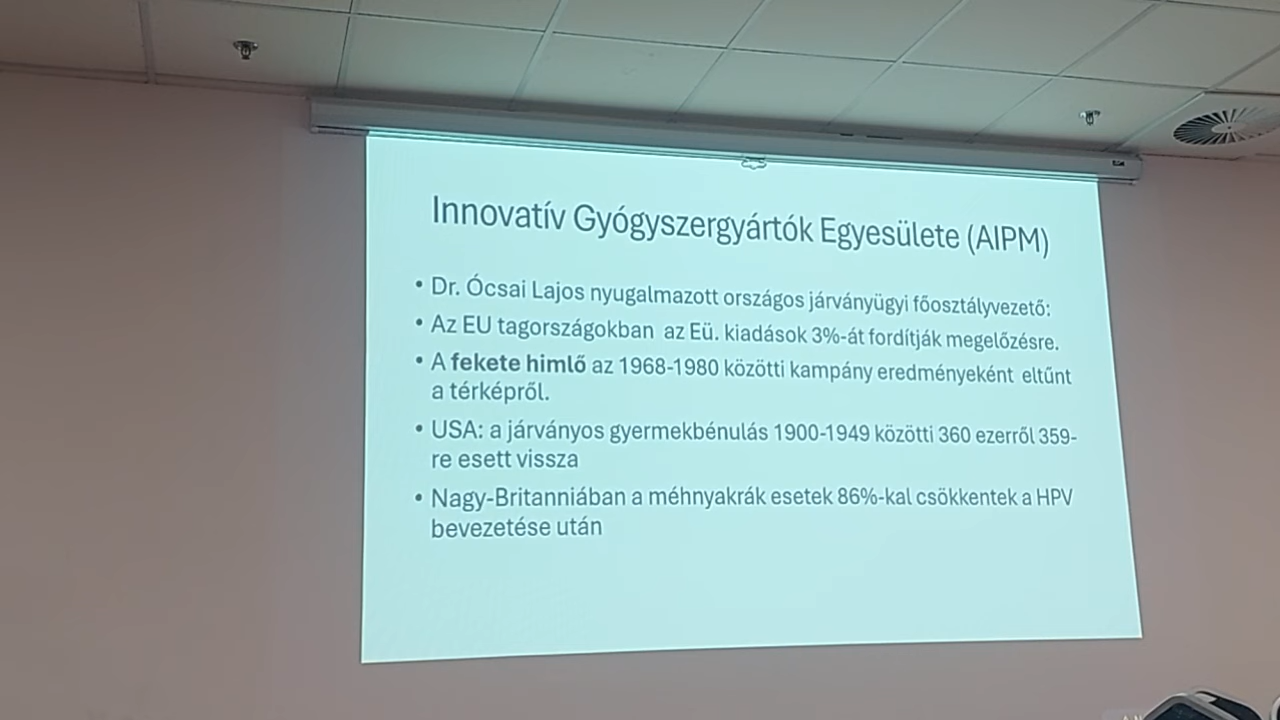 Innovatív Gyógyszergyártók Egyesülete (AIPM)
• Dr. Ócsai Lajos nyugalmazott országos járványügyi főosztályvezető:
• Az EU tagországokban az Eü. kiadások 3%-át fordítják megelőzésre.
• A fekete himlő az 1968-1980 közötti kampány eredményeként eltűnt
a térképről.
• USA: a járványos gyermekbénulás 1900-1949 közötti 360 ezerről 359-
re esett vissza
• Nagy-Britanniában a méhnyakrák esetek 86%-kal csökkentek a HPV
bevezetése után